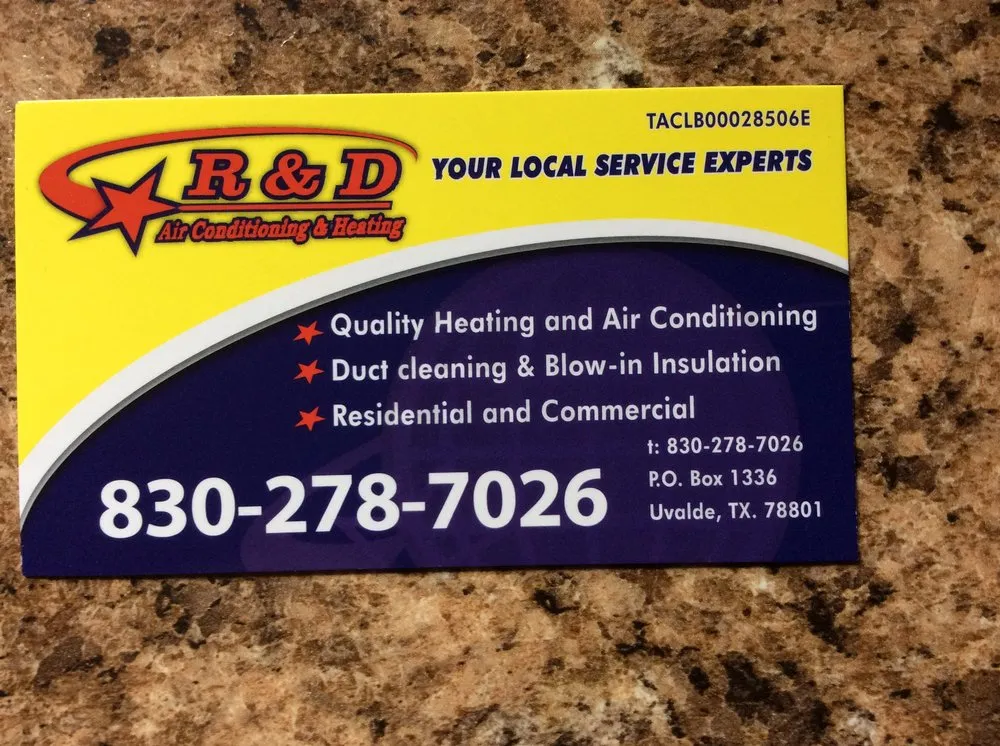 TACLB00028506E
R & D
Air Conditioning & Heating
YOUR LOCAL SERVICE EXPERTS
Quality Heating and Air Conditioning
Duct cleaning & Blow-in Insulation
Residential and Commercial
830-278-7026
t: 830-278-7026
P.O. Box 1336
Uvalde, TX. 78801